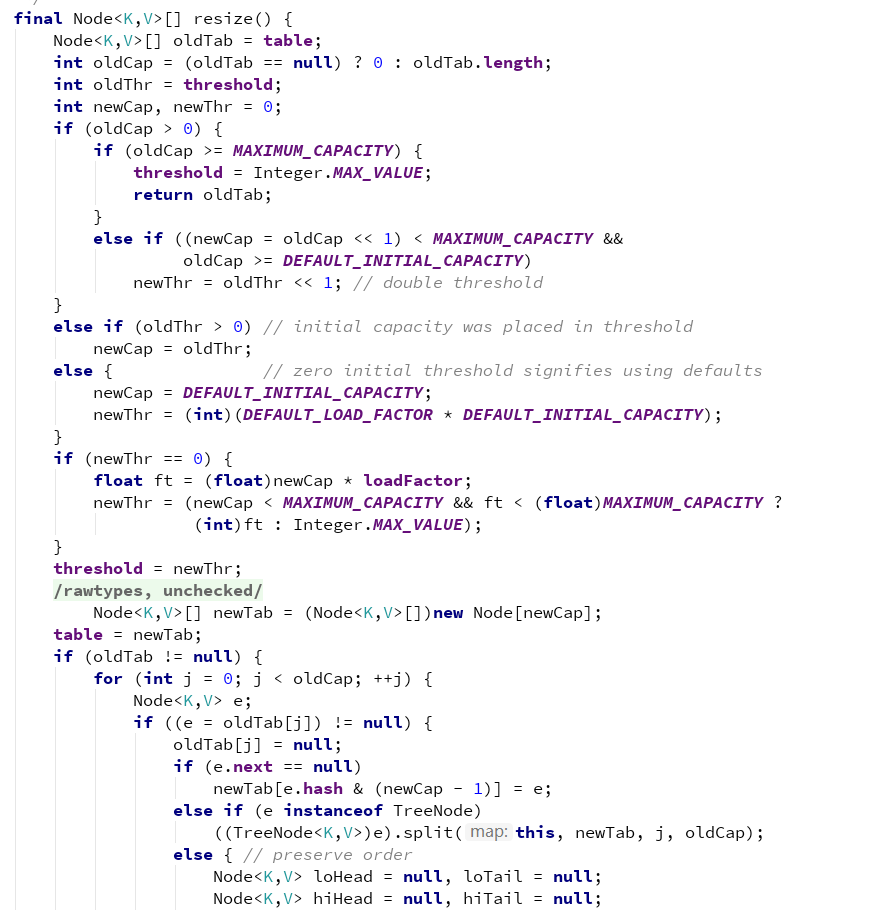 final Node<K,V>[] resize() {
    Node<K,V>[] oldTab = table;
    int oldCap = (oldTab == null) ? 0 : oldTab.length;
    int oldThr = threshold;
    int newCap, newThr = 0;
    if (oldCap > 0) {
        if (oldCap >= MAXIMUM_CAPACITY) {
            threshold = Integer.MAX_VALUE;
            return oldTab;
        }
        else if ((newCap = oldCap << 1) < MAXIMUM_CAPACITY &&
                 oldCap >= DEFAULT_INITIAL_CAPACITY)
            newThr = oldThr << 1; // double threshold
    }
    else if (oldThr > 0) // initial capacity was placed in threshold
        newCap = oldThr;
    else {               // zero initial threshold signifies using defaults
        newCap = DEFAULT_INITIAL_CAPACITY;
        newThr = (int)(DEFAULT_LOAD_FACTOR * DEFAULT_INITIAL_CAPACITY);
    }
    if (newThr == 0) {
        float ft = (float)newCap * loadFactor;
        newThr = (newCap < MAXIMUM_CAPACITY && ft < (float)MAXIMUM_CAPACITY ?
                  (int)ft : Integer.MAX_VALUE);
    }
    threshold = newThr;
    /rawtypes, unchecked/
        Node<K,V>[] newTab = (Node<K,V>[])new Node[newCap];
    table = newTab;
    if (oldTab != null) {
        for (int j = 0; j < oldCap; ++j) {
            Node<K,V> e;
            if ((e = oldTab[j]) != null) {
                oldTab[j] = null;
                if (e.next == null)
                    newTab[e.hash & (newCap - 1)] = e;
                else if (e instanceof TreeNode)
                    ((TreeNode<K,V>)e).split( map: this, newTab, j, oldCap);
                else { // preserve order
                    Node<K,V> loHead = null, loTail = null;
                    Node<K,V> hiHead = null, hiTail = null;